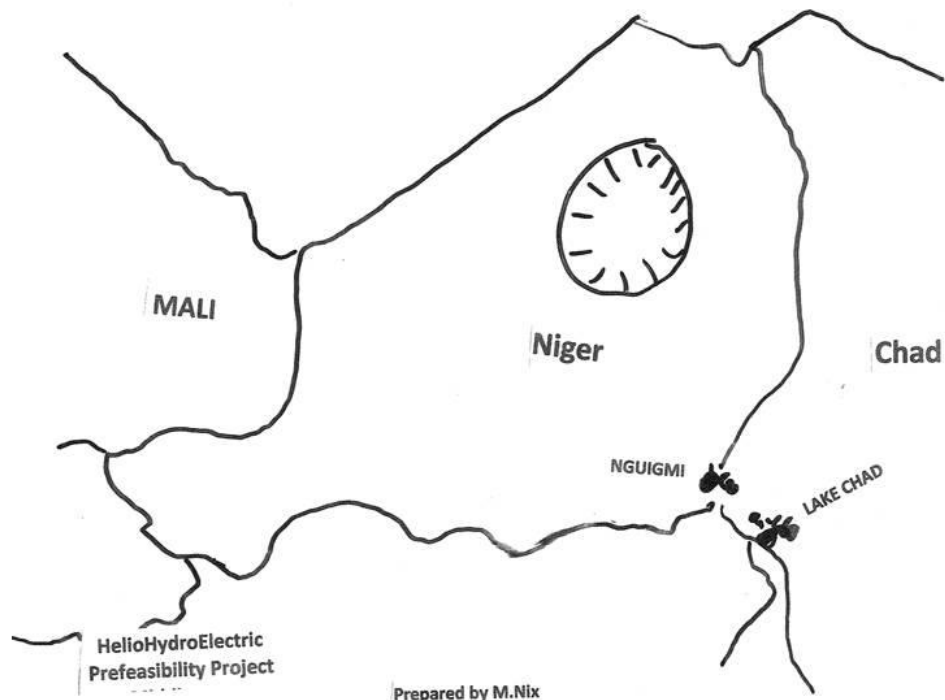 MALI
Niger
Chad
NGUIGMI
LAKE CHAD
HelioHydroElectric
Prefeasibility Project
Prepared by M.Nix